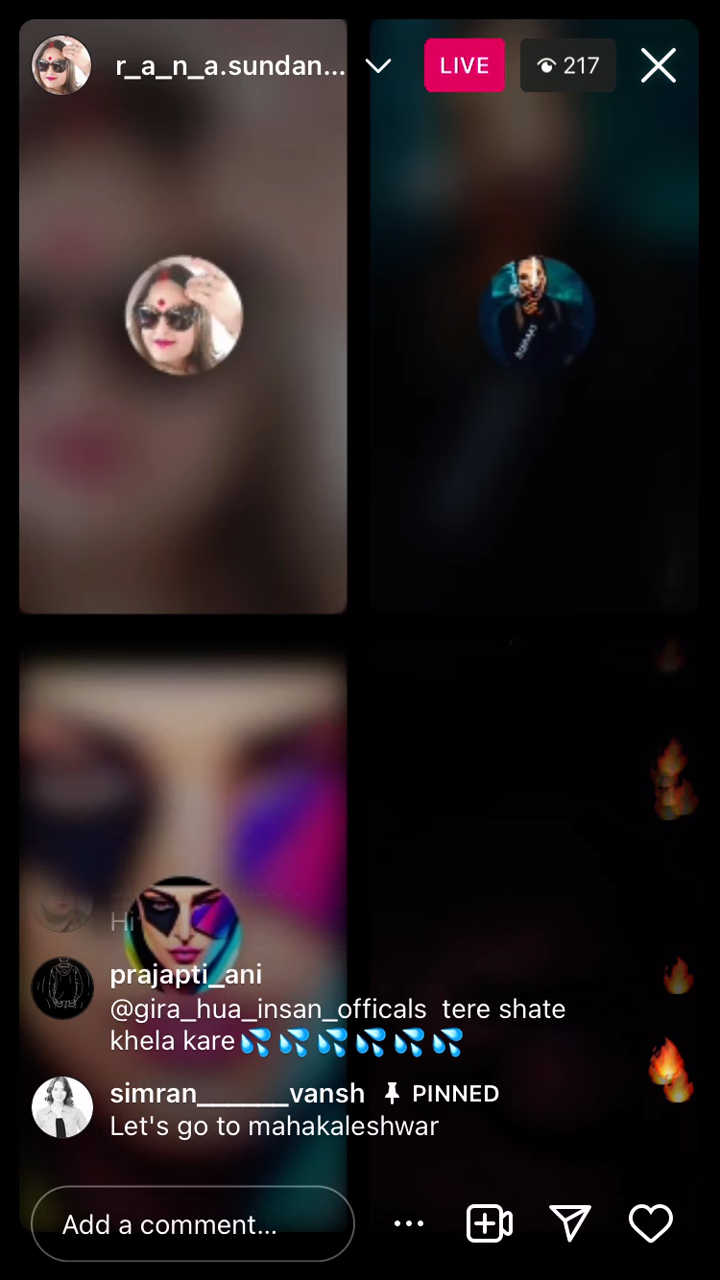 r_a_n_a.sundan...
LIVE
217
Hi
prajapti_ani
@gira_hua_insan_officals tere shate
khela kare💦💦💦💦💦💦
simran______vansh PINNED
Let's go to mahakaleshwar
Add a comment...